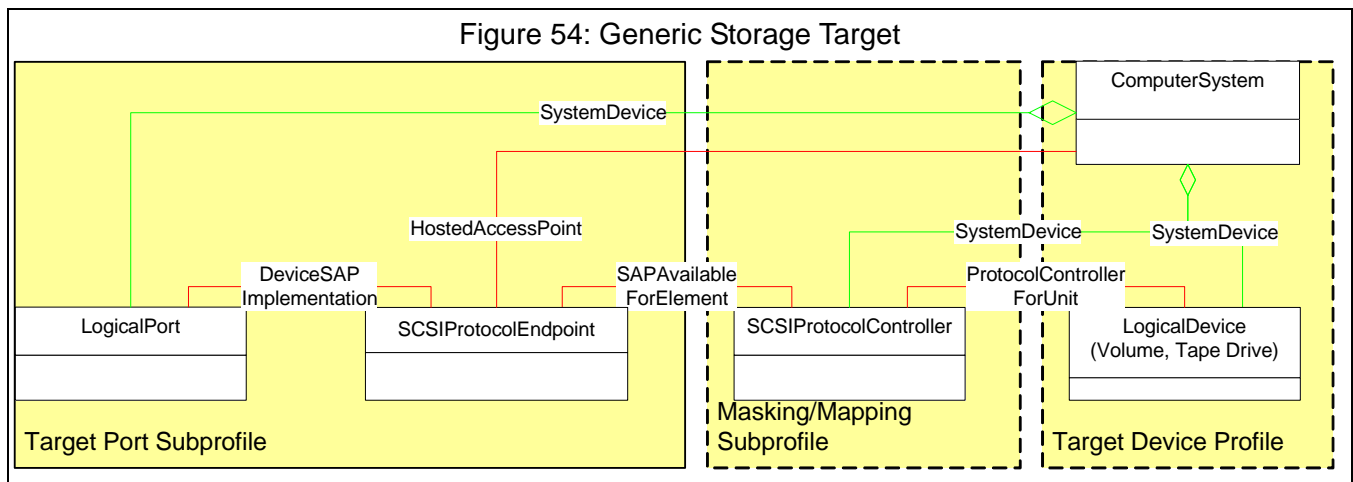 Figure 54: Generic Storage Target
ComputerSystem
SystemDevice
HostedAccessPoint
SystemDevice
SystemDevice
DeviceSAP
Implementation
SAPAvailable
ForElement
ProtocolController
ForUnit
LogicalPort
SCSIProtocolEndpoint
SCSIProtocolController
LogicalDevice
(Volume, Tape Drive)
Target Port Subprofile
Masking/Mapping
Subprofile
Target Device Profile